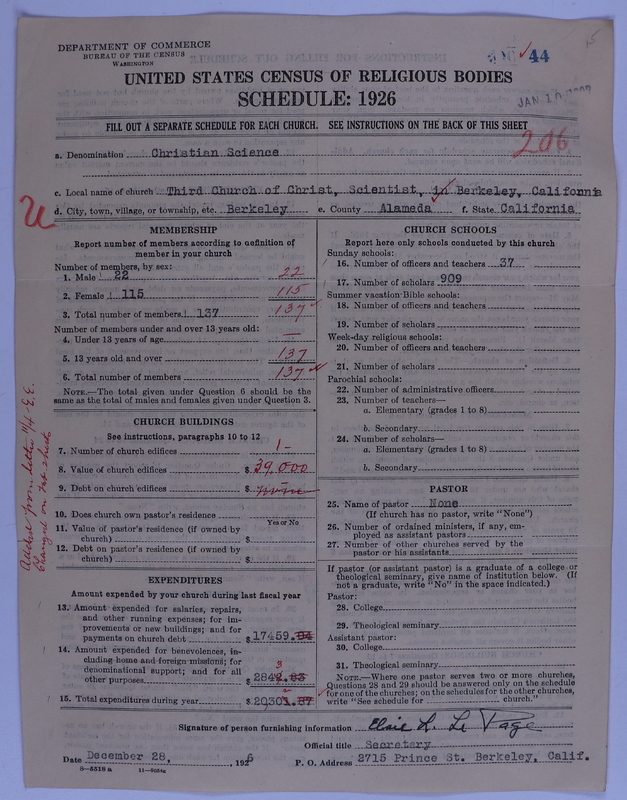 DEPARTMENT OF COMMERCE
BUREAU OF THE CENSUS
WASHINGTON
44
15
UNITED STATES CENSUS OF RELIGIOUS BODIES
SCHEDULE: 1926
JAN 10
FILL OUT A SEPARATE SCHEDULE FOR EACH CHURCH. SEE INSTRUCTIONS ON THE BACK OF THIS SHEET
206
a. Denomination Christian Science
c. Local name of church Third Church of Christ, Scientist, in Berkeley, California
d. City, town, village, or township, etc. Berkeley e. County Alameda f. State California
MEMBERSHIP
Report number of members according to definition of
member in your church
Number of members, by sex:
1. Male 22 22
2. Female 115 115
3. Total number of members 137 137
Number of members under and over 13 years old:
4. Under 13 years of age —
5. 13 years old and over 137
6. Total number of members 137
NOTE.—The total given under Question 6 should be the
same as the total of males and females given under Question 3.
CHURCH BUILDINGS
See instructions, paragraphs 10 to 12
7. Number of church edifices 1-
8. Value of church edifices $ 39,000
9. Debt on church edifices $ none
10. Does church own pastor's residence
Yes or No
11. Value of pastor's residence (if owned by
church) $
12. Debt on pastor's residence (if owned by
church) $
EXPENDITURES
Amount expended by your church during last fiscal year
13. Amount expended for salaries, repairs,
and other running expenses; for im-
provements or new buildings; and for
payments on church debt $ 17459.04
14. Amount expended for benevolences, in-
cluding home and foreign missions; for
denominational support; and for all
other purposes $ 2842.83
3
15. Total expenditures during year $ 20301.87
2
CHURCH SCHOOLS
Report here only schools conducted by this church
Sunday schools:
16. Number of officers and teachers 37
17. Number of scholars 909
Summer vacation Bible schools:
18. Number of officers and teachers
19. Number of scholars
Week-day religious schools:
20. Number of officers and teachers
21. Number of scholars
Parochial schools:
22. Number of administrative officers
23. Number of teachers—
a. Elementary (grades 1 to 8)
b. Secondary
24. Number of scholars—
a. Elementary (grades 1 to 8)
b. Secondary
PASTOR
25. Name of pastor None
(If church has no pastor, write "None")
26. Number of ordained ministers, if any, em-
ployed as assistant pastors
27. Number of other churches served by the
pastor or his assistants
If pastor (or assistant pastor) is a graduate of a college or
theological seminary, give name of institution below. (If
not a graduate, write "No" in the space indicated.)
Pastor:
28. College
29. Theological seminary
Assistant pastor:
30. College
31. Theological seminary
NOTE.—Where one pastor serves two or more churches,
Questions 28 and 29 should be answered only on the schedule
for one of the churches; on the schedules for the other churches,
write "See schedule for church."
Signature of person furnishing information Elsie L. Le Page
Official title Secretary
Date December 28, , 1926 P. O. Address 2715 Prince St. Berkeley, Calif.
8—5518 a 11—8054a